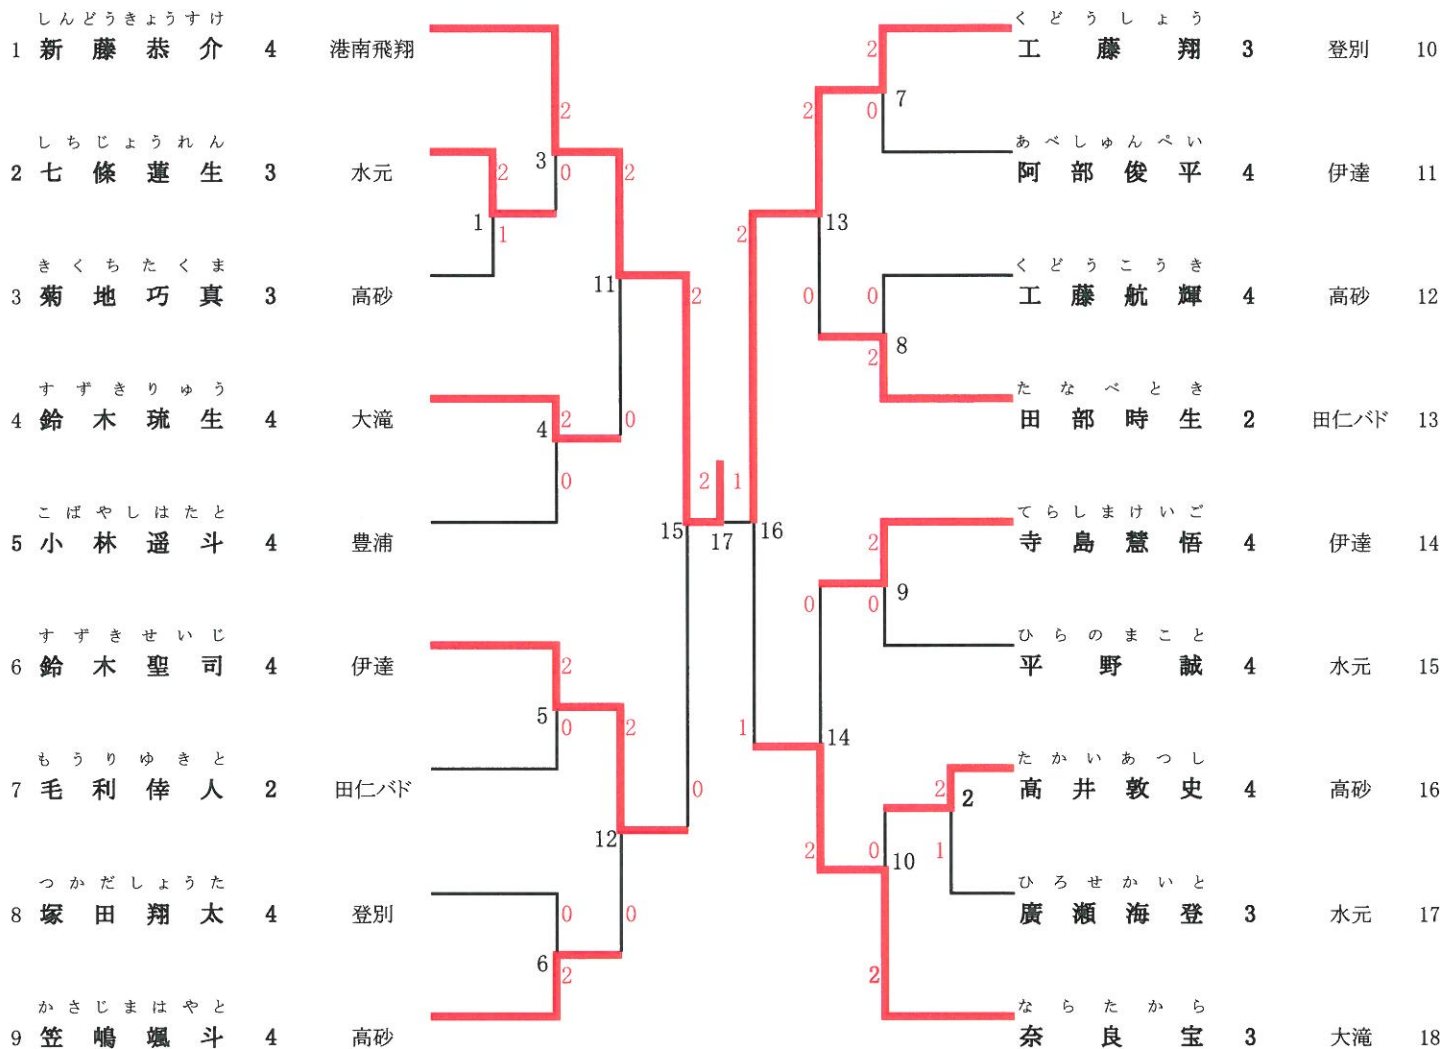 しんどうきょうすけ
1 新藤恭介 4 港南飛翔
しちじょうれん
2 七條蓮生 3 水元
きくちたくま
3 菊地巧真 3 高砂
すずきりゅう
4 鈴木琉生 4 大滝
こばやしはたと
5 小林遥斗 4 豊浦
すずきせいじ
6 鈴木聖司 4 伊達
もうりゆきと
7 毛利倖人 2 田仁バド
つかだしょうた
8 塚田翔太 4 登別
かさじまはやと
9 笠嶋颯斗 4 高砂
2
3 0 2
2
1 1
11 2
2 0
4
0
2 1
15 17 16
2
5 0 2
0
12
0 0
6 2
2
7
2 0
13
2
0 0
8
2
2
9
0 0
1 14
2 2
2 0 10 1
2
くどうしょう
工藤翔 3 登別 10
あべしゅんぺい
阿部俊平 4 伊達 11
くどうこうき
工藤航輝 4 高砂 12
たなべとき
田部時生 2 田仁バド 13
てらしまけいご
寺島慧悟 4 伊達 14
ひらのまこと
平野誠 4 水元 15
たかいあつし
高井敦史 4 高砂 16
ひろせかいと
廣瀬海登 3 水元 17
ならたから
奈良宝 3 大滝 18